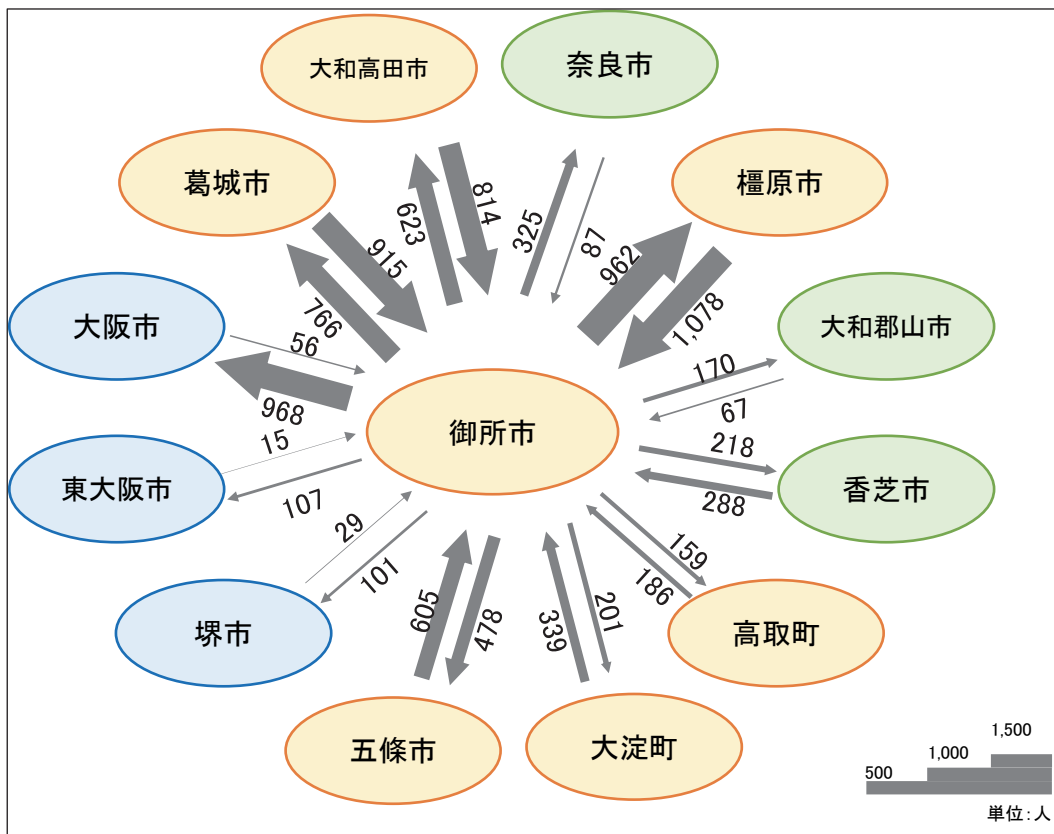 大和高田市
奈良市
葛城市
橿原市
814
623
325
87
962
915
766
1,078
大阪市
56
大和郡山市
170
968
67
御所市
15
218
東大阪市
香芝市
107
288
29
159
101
186
605
478
339
201
堺市
高取町
五條市
大淀町
1,500
1,000
500
単位:人